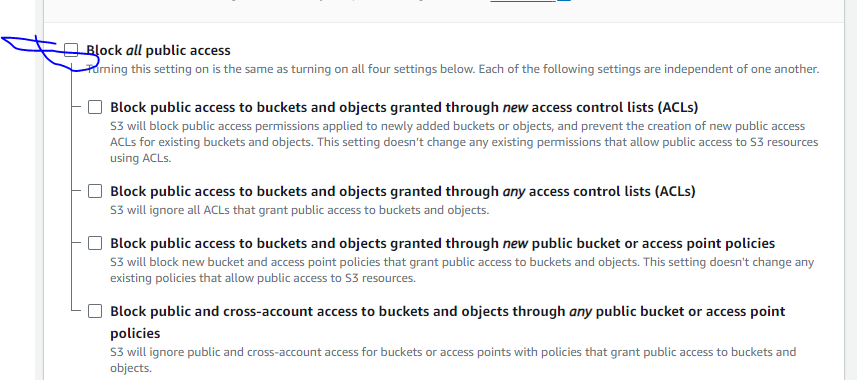 Block all public access
Turning this setting on is the same as turning on all four settings below. Each of the following settings are independent of one another.
Block public access to buckets and objects granted through new access control lists (ACLs)
S3 will block public access permissions applied to newly added buckets or objects, and prevent the creation of new public access
ACLs for existing buckets and objects. This setting doesn't change any existing permissions that allow public access to S3 resources
using ACLs.
Block public access to buckets and objects granted through any access control lists (ACLs)
S3 will ignore all ACLs that grant public access to buckets and objects.
Block public access to buckets and objects granted through new public bucket or access point policies
S3 will block new bucket and access point policies that grant public access to buckets and objects. This setting doesn't change any
existing policies that allow public access to S3 resources.
Block public and cross-account access to buckets and objects through any public bucket or access point
policies
S3 will ignore public and cross-account access for buckets or access points with policies that grant public access to buckets and
objects.